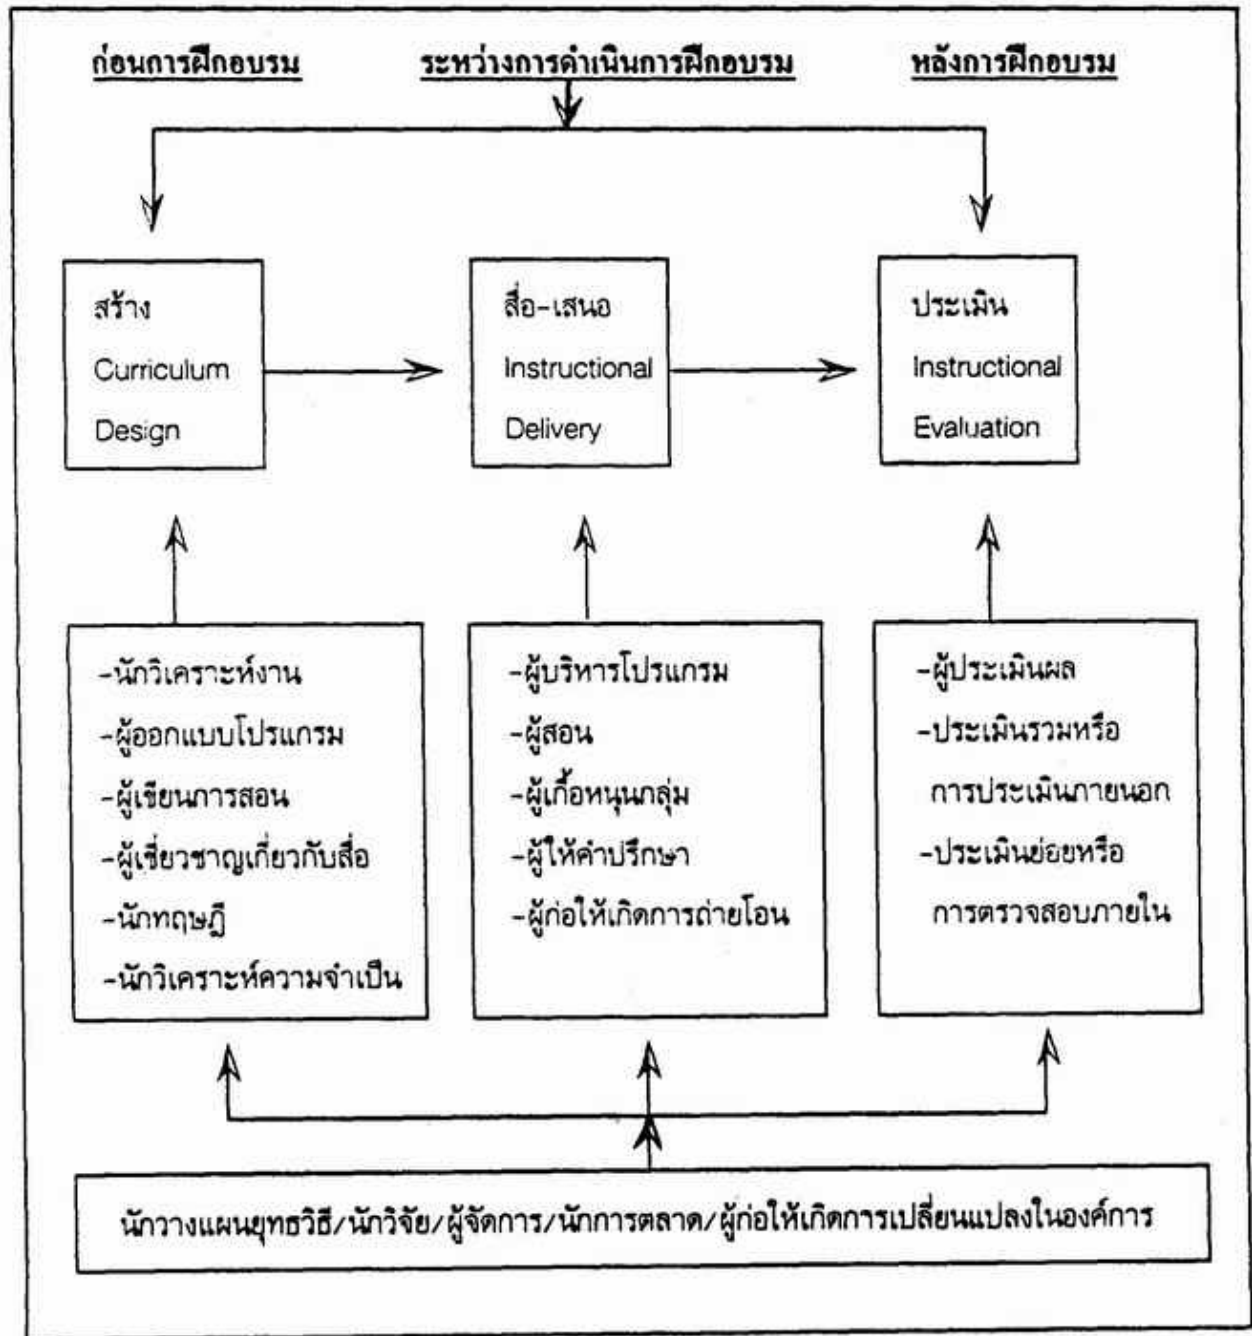 ก่อนการฝึกอบรม
ระหว่างการดำเนินการฝึกอบรม
หลังการฝึกอบรม
สร้าง
Curriculum
Design
สื่อ-เสนอ
Instructional
Delivery
ประเมิน
Instructional
Evaluation
-นักวิเคราะห์งาน
-ผู้ออกแบบโปรแกรม
-ผู้เขียนการสอน
-ผู้เชี่ยวชาญเกี่ยวกับสื่อ
-นักทฤษฎี
-นักวิเคราะห์ความจำเป็น
-ผู้บริหารโปรแกรม
-ผู้สอน
-ผู้เกื้อหนุนกลุ่ม
-ผู้ให้คำปรึกษา
-ผู้ก่อให้เกิดการถ่ายโอน
-ผู้ประเมินผล
-ประเมินรวมหรือ
การประเมินภายนอก
-ประเมินย่อยหรือ
การตรวจสอบภายใน
นักวางแผนยุทธวิธี/นักวิจัย/ผู้จัดการ/นักการตลาด/ผู้ก่อให้เกิดการเปลี่ยนแปลงในองค์การ